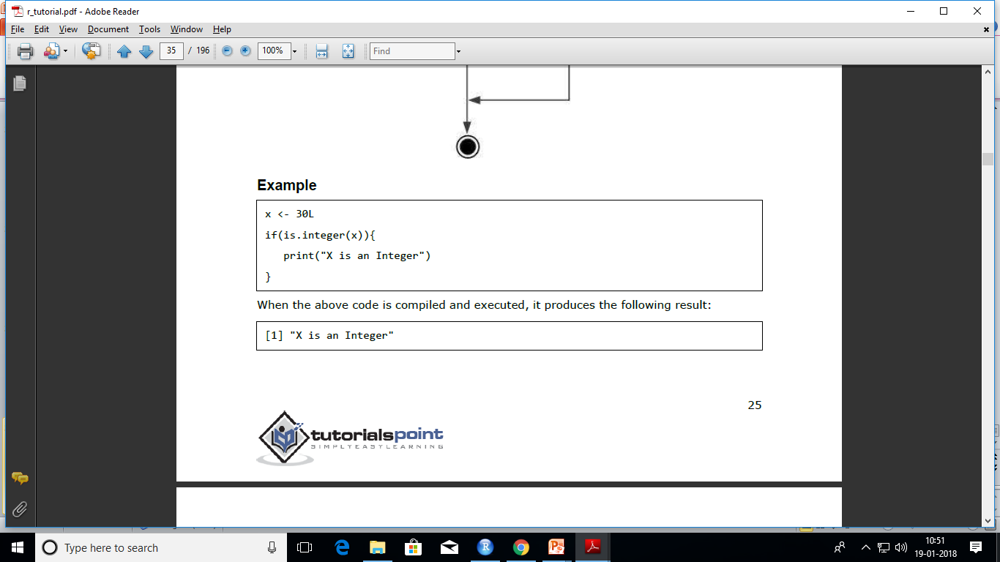 r_tutorial.pdf - Adobe Reader
File Edit View Document Tools Window Help
35 / 196 100% Find
Example
x <- 30L
if(is.integer(x)){
print("X is an Integer")
}
When the above code is compiled and executed, it produces the following result:
[1] "X is an Integer"
25
tutorialspoint
SIMPLYEASYLEARNING
Type here to search
10:51
19-01-2018